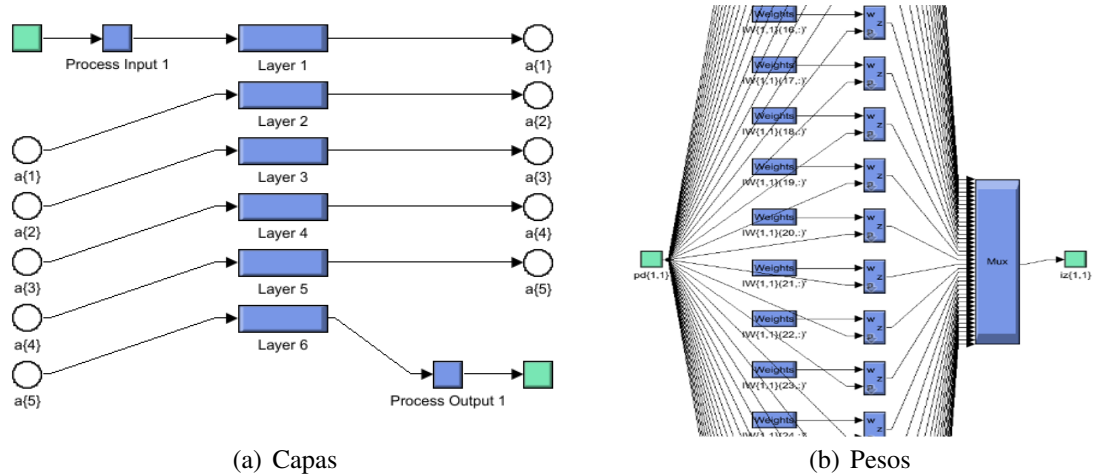 Process Input 1
Layer 1
a{1}
Layer 2
a{2}
a{1}
Layer 3
a{3}
a{2}
Layer 4
a{4}
a{3}
Layer 5
a{5}
a{4}
Layer 6
a{5}
Process Output 1
(a) Capas
Weights
w
z
p
IW{1,1}(16,:)'
Weights
w
z
p
IW{1,1}(17,:)'
Weights
w
z
p
IW{1,1}(18,:)'
Weights
w
z
p
IW{1,1}(19,:)'
Weights
w
z
p
IW{1,1}(20,:)'
pd{1,1}
Mux
iz{1,1}
Weights
w
z
p
IW{1,1}(21,:)'
Weights
w
z
p
IW{1,1}(22,:)'
Weights
w
z
p
IW{1,1}(23,:)'
Weights
w
z
p
(b) Pesos